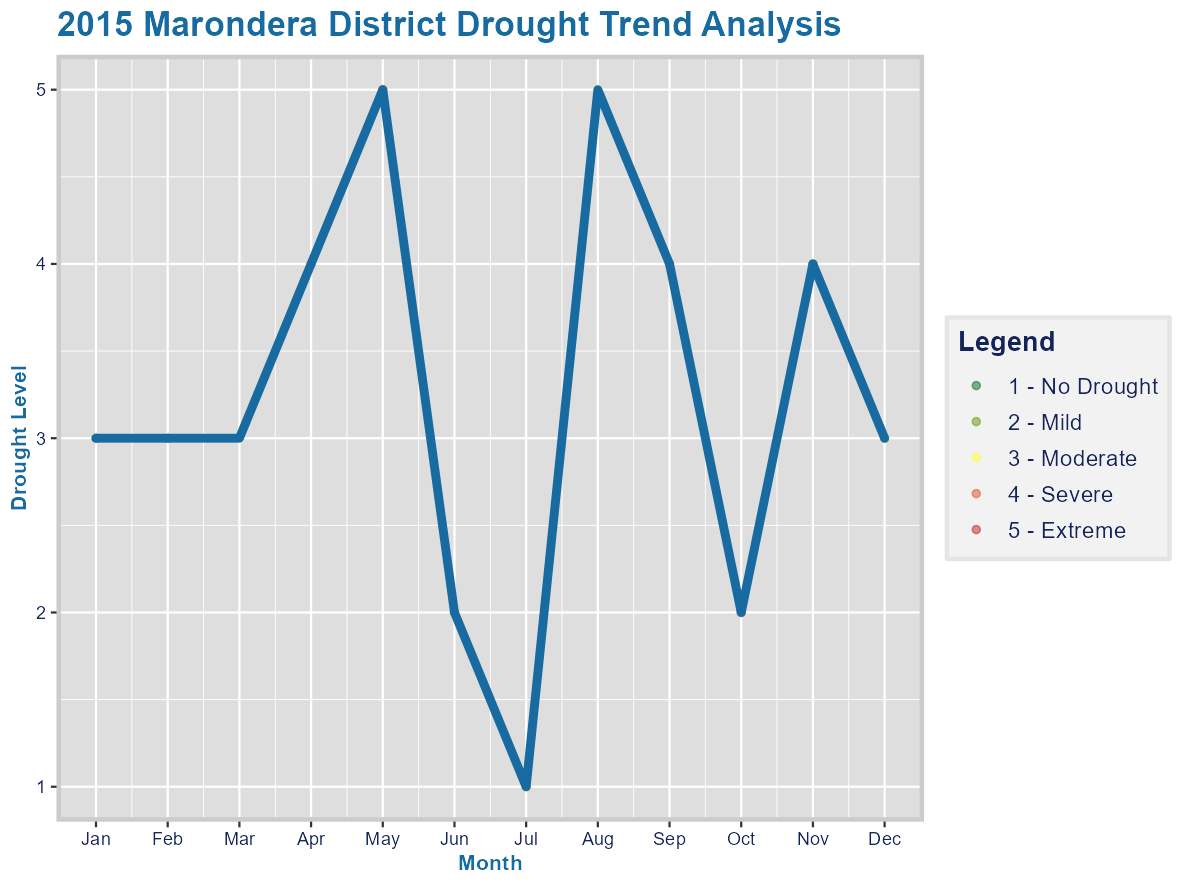 2015 Marondera District Drought Trend Analysis
Drought Level
5
4
3
2
1
Jan Feb Mar Apr May Jun Jul Aug Sep Oct Nov Dec
Month
Legend
1 - No Drought
2 - Mild
3 - Moderate
4 - Severe
5 - Extreme